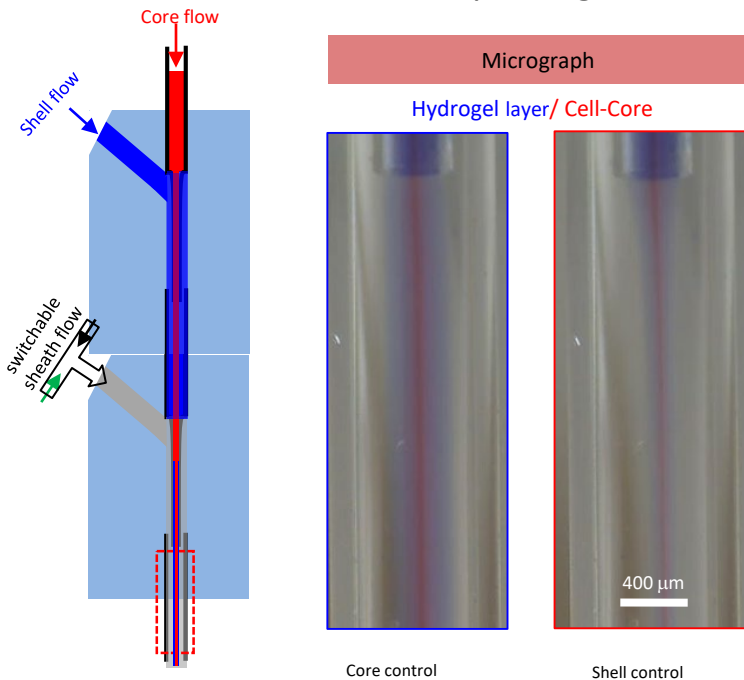 Core flow
Shell flow
switchable
sheath flow
Micrograph
Hydrogel layer/ Cell-Core
400 μm
Core control
Shell control